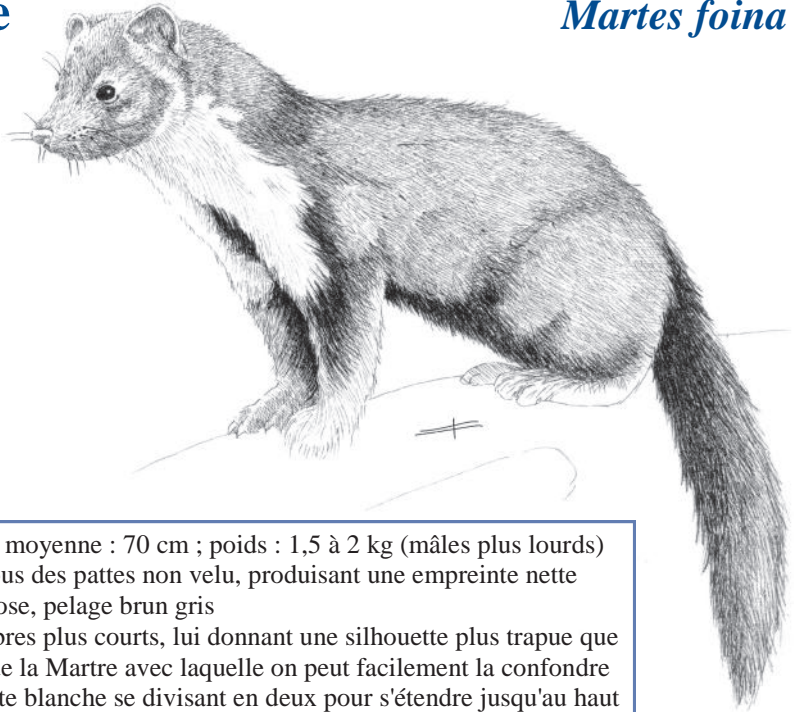 e Martes foina
moyenne : 70 cm ; poids : 1,5 à 2 kg (mâles plus lourds)
us des pattes non velu, produisant une empreinte nette
ose, pelage brun gris
bres plus courts, lui donnant une silhouette plus trapue que
e la Martre avec laquelle on peut facilement la confondre
te blanche se divisant en deux pour s'étendre jusqu'au haut